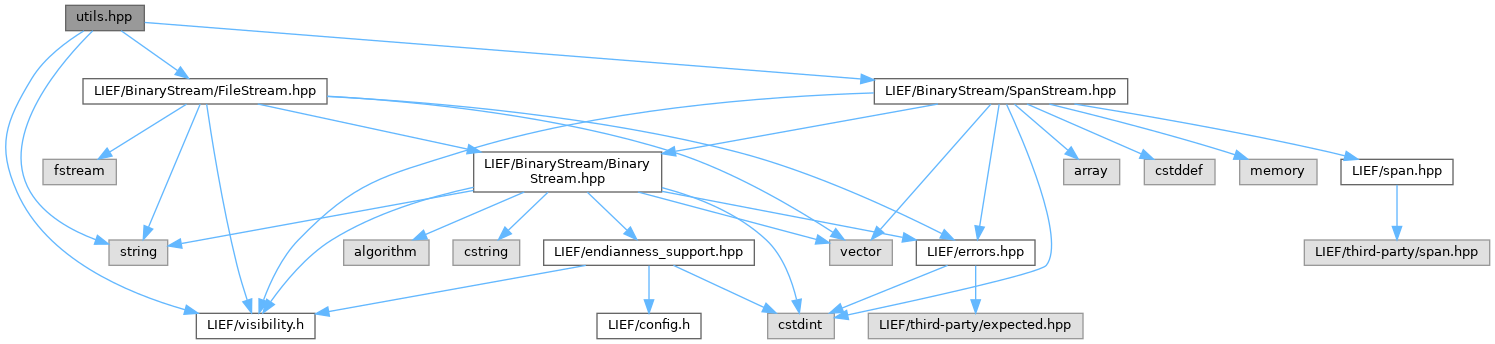 utils.hpp
LIEF/BinaryStream/FileStream.hpp
LIEF/BinaryStream/SpanStream.hpp
fstream
LIEF/BinaryStream/Binary
Stream.hpp
array
cstddef
memory
LIEF/span.hpp
string
algorithm
cstring
LIEF/endianness_support.hpp
vector
LIEF/errors.hpp
LIEF/third-party/span.hpp
LIEF/visibility.h
LIEF/config.h
cstdint
LIEF/third-party/expected.hpp